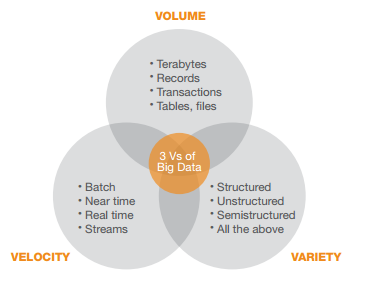 VOLUME
• Terabytes
• Records
• Transactions
• Tables, files
3 Vs of
Big Data
• Batch
• Near time
• Real time
• Streams
• Structured
• Unstructured
• Semistructured
• All the above
VELOCITY
VARIETY